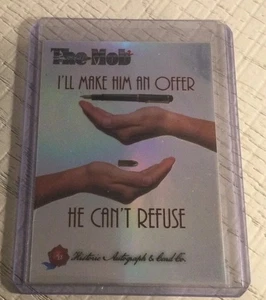 The Mob
I'LL MAKE HIM AN OFFER
HE CAN'T REFUSE
Historic Autograph & Card Co.